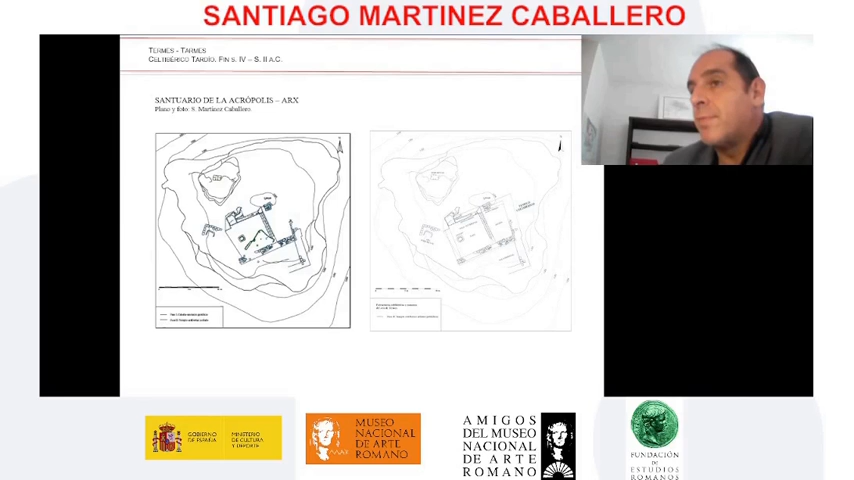 SANTIAGO MARTINEZ CABALLERO
TERMES - TARMES
CELTIBÉRICO TARDÍO. FIN S. IV – S. II A.C.
SANTUARIO DE LA ACRÓPOLIS – ARX
Plano y foto: S. Martínez Caballero
GOBIERNO
DE ESPAÑA
MINISTERIO
DE CULTURA
Y DEPORTE
MUSEO
NACIONAL
DE ARTE
ROMANO
AMIGOS
DEL MUSEO
NACIONAL
DE ARTE
ROMANO
FUNDACIÓN
DE
ESTUDIOS
ROMANOS